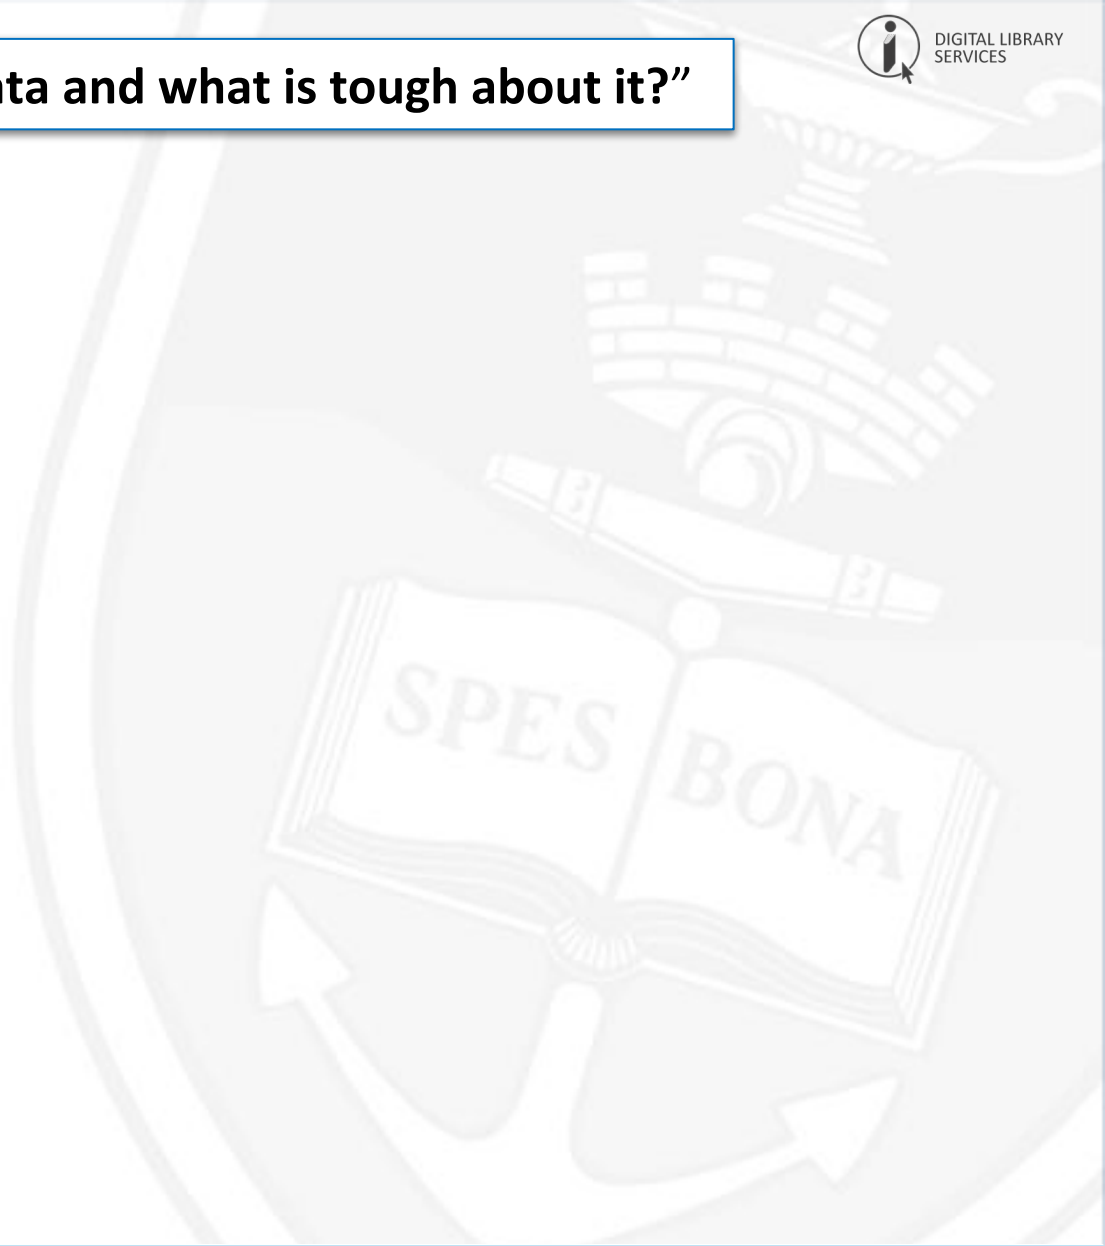 ta and what is tough about it?”
DIGITAL LIBRARY
SERVICES
SPES
BONA